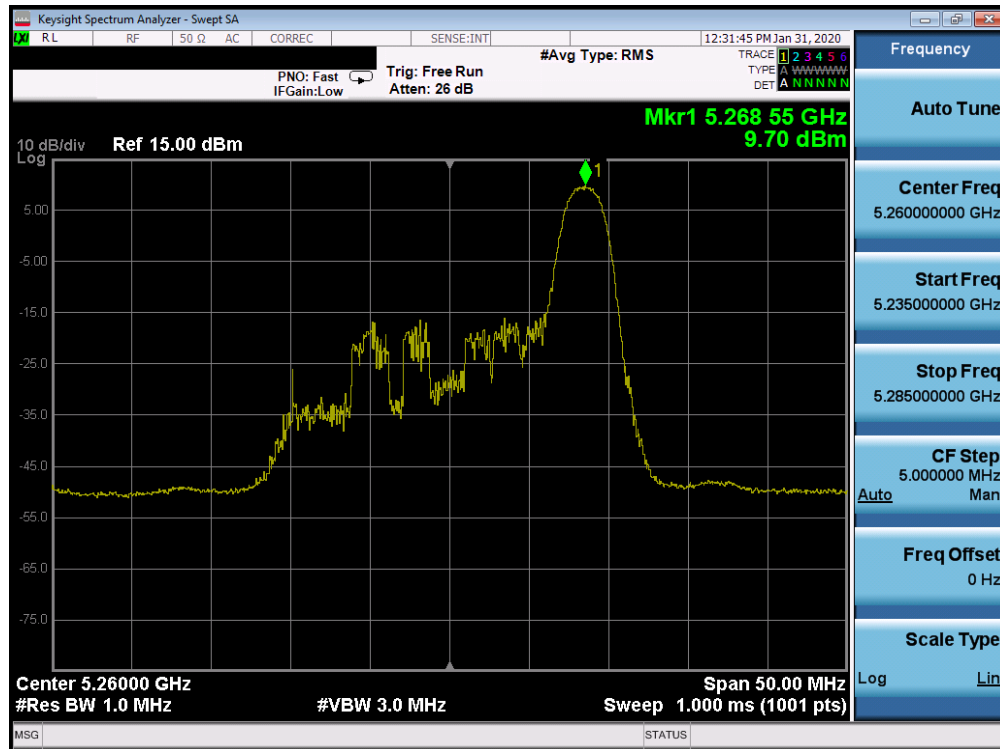 Keysight Spectrum Analyzer - Swept SA
LXI RL RF 50 Ω AC CORREC SENSE:INT 12:31:45 PM Jan 31, 2020
PNO: Fast
IFGain:Low
Trig: Free Run
Atten: 26 dB
#Avg Type: RMS
TRACE 1 2 3 4 5 6
TYPE A WWWWW
DET A N N N N N
Mkr1 5.268 55 GHz
9.70 dBm
10 dB/div
Log
Ref 15.00 dBm
1
5.00
-5.00
-15.0
-25.0
-35.0
-45.0
-55.0
-65.0
-75.0
Center 5.26000 GHz
Span 50.00 MHz
#Res BW 1.0 MHz
#VBW 3.0 MHz
Sweep 1.000 ms (1001 pts)
MSG
STATUS
Frequency
Auto Tune
Center Freq
5.260000000 GHz
Start Freq
5.235000000 GHz
Stop Freq
5.285000000 GHz
CF Step
5.000000 MHz
Auto Man
Freq Offset
0 Hz
Scale Type
Log Lin